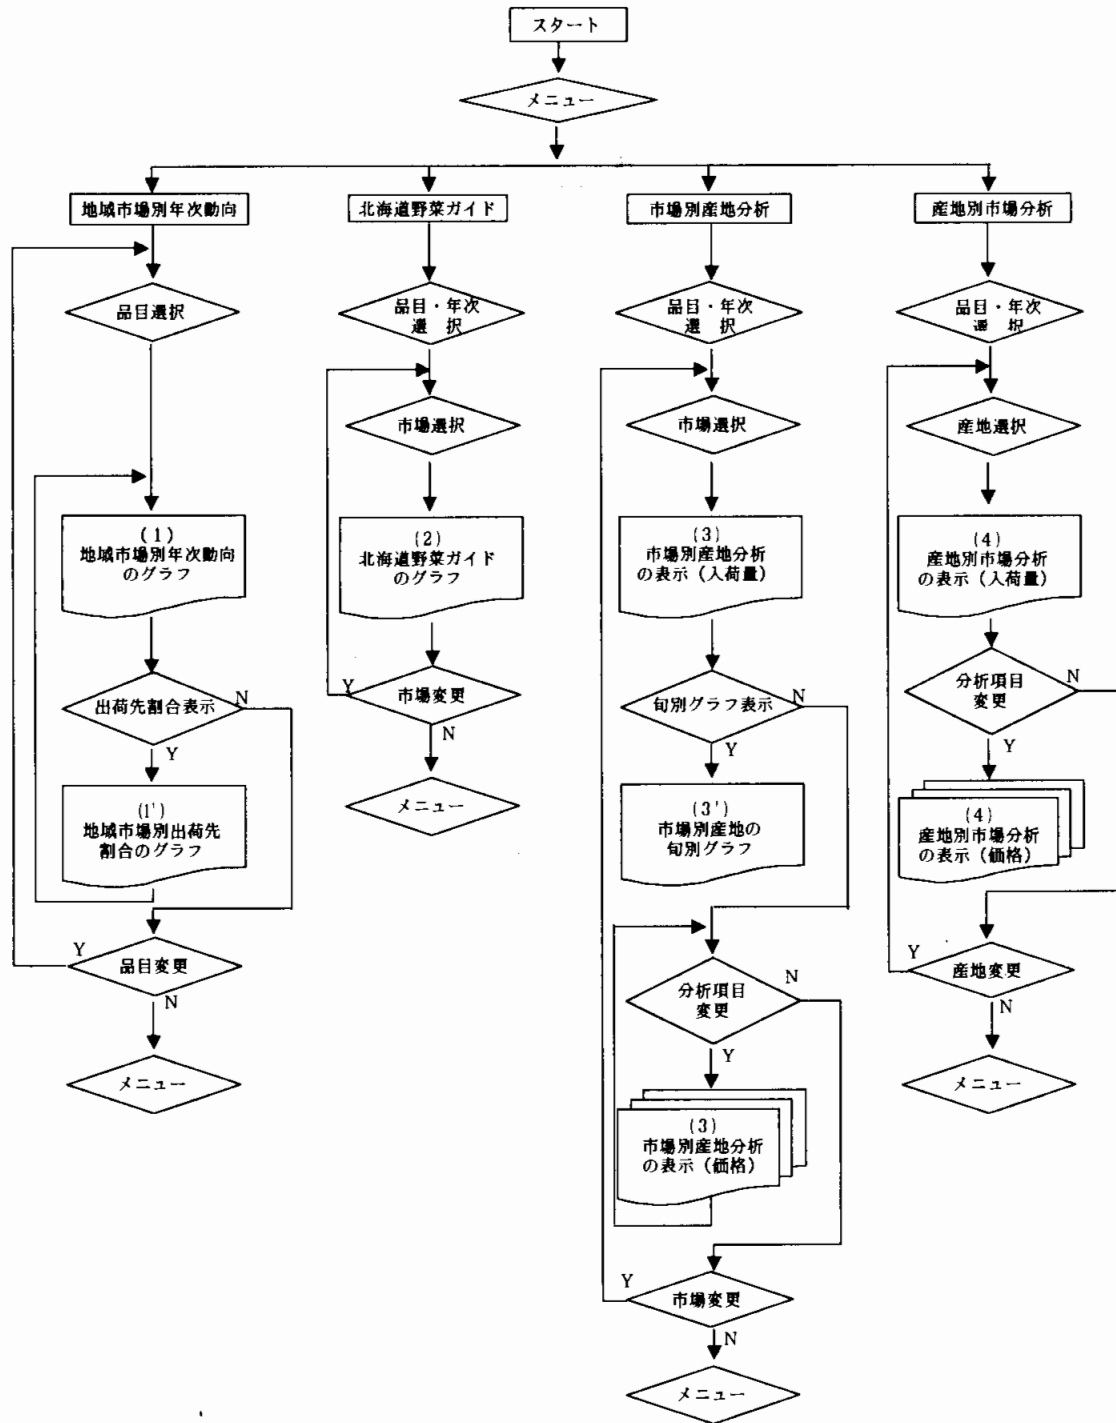 スタート
メニュー
地域市場別年次動向
品目選択
(1)
地域市場別年次動向
のグラフ
出荷先割合表示
N
Y
(1')
地域市場別出荷先
割合のグラフ
Y
品目変更
N
メニュー
北海道野菜ガイド
品目・年次
選 択
市場選択
(2)
北海道野菜ガイド
のグラフ
Y
市場変更
N
メニュー
市場別産地分析
品目・年次
選 択
市場選択
(3)
市場別産地分析
の表示(入荷量)
旬別グラフ表示
N
Y
(3')
市場別産地の
旬別グラフ
分析項目
変更
N
Y
(3)
市場別産地分析
の表示(価格)
Y
市場変更
N
メニュー
産地別市場分析
品目・年次
選 択
産地選択
(4)
産地別市場分析
の表示(入荷量)
分析項目
変更
N
Y
(4)
産地別市場分析
の表示(価格)
Y
産地変更
N
メニュー